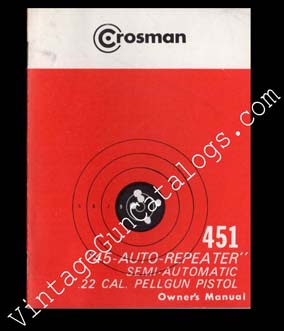 Crosman
451
"45-AUTO-REPEATER"
SEMI-AUTOMATIC
.22 CAL. PELLGUN PISTOL
Owner's Manual
VintageGunCatalogs.com